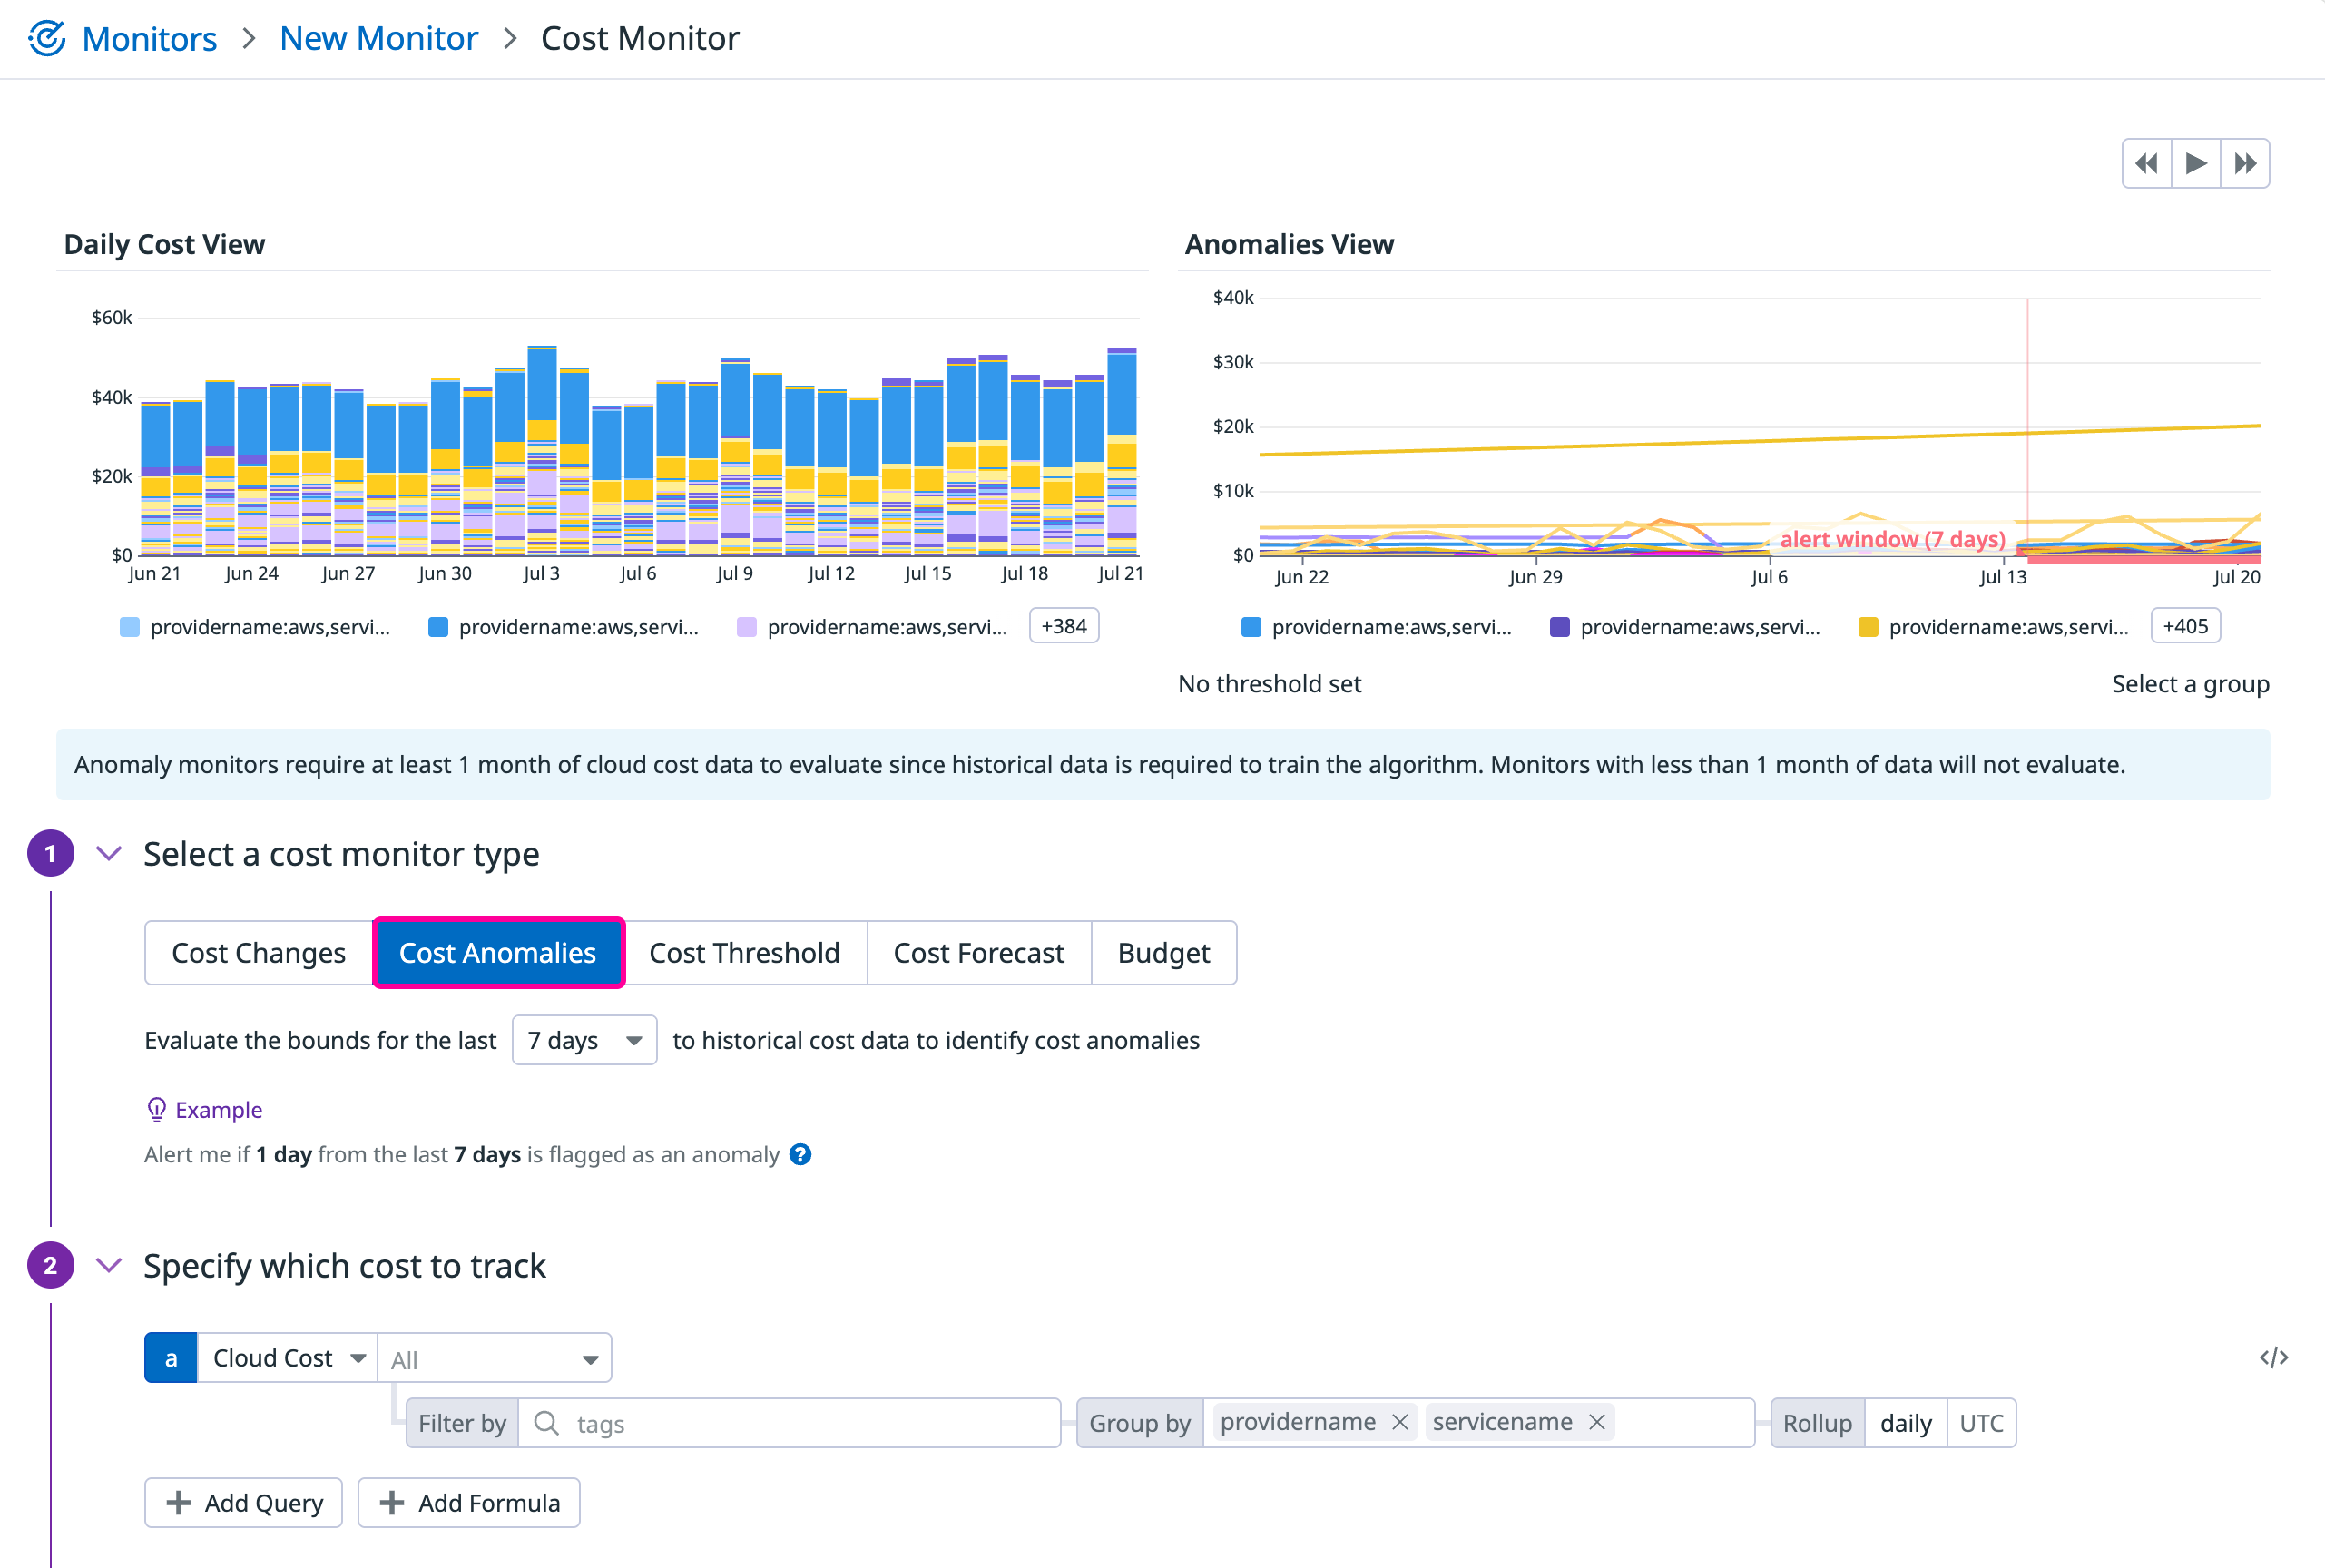 Monitors > New Monitor > Cost Monitor
Daily Cost View
$60k
$40k
$20k
$0
Jun 21 Jun 24 Jun 27 Jun 30 Jul 3 Jul 6 Jul 9 Jul 12 Jul 15 Jul 18 Jul 21
providername:aws,servi... providername:aws,servi... providername:aws,servi... +384
Anomalies View
$40k
$30k
$20k
$10k
$0
alert window (7 days)
Jun 22 Jun 29 Jul 6 Jul 13 Jul 20
providername:aws,servi... providername:aws,servi... providername:aws,servi... +405
No threshold set Select a group
Anomaly monitors require at least 1 month of cloud cost data to evaluate since historical data is required to train the algorithm. Monitors with less than 1 month of data will not evaluate.
1 Select a cost monitor type
Cost Changes Cost Anomalies Cost Threshold Cost Forecast Budget
Evaluate the bounds for the last 7 days to historical cost data to identify cost anomalies
Example
Alert me if 1 day from the last 7 days is flagged as an anomaly ?
2 Specify which cost to track
a Cloud Cost All </>
Filter by tags Group by providername × servicename × Rollup daily UTC
+ Add Query + Add Formula